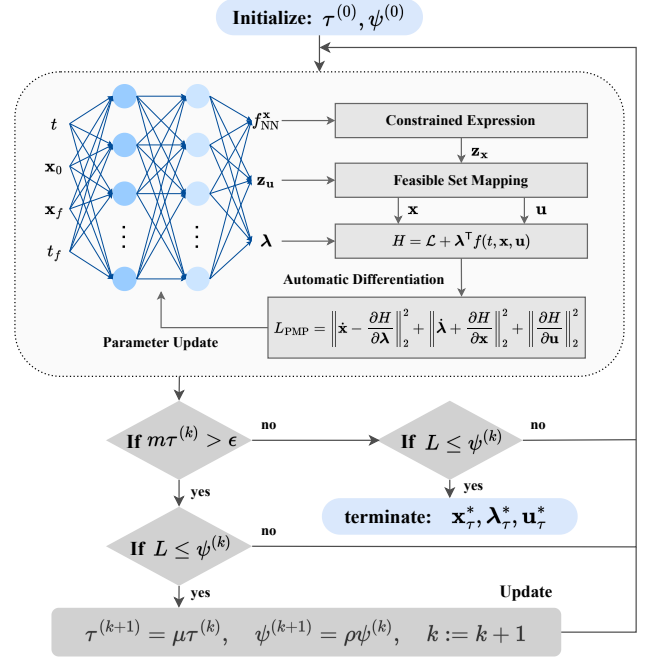 Initialize: τ^(0), ψ^(0)
t
x_0
x_f
t_f
⋮ ⋮
f_NN^x
z_u
λ
Constrained Expression
z_x
Feasible Set Mapping
x u
H = ℒ + λ^⊤ f(t, x, u)
Automatic Differentiation
L_PMP = ‖ẋ − ∂H/∂λ‖_2^2 + ‖λ̇ + ∂H/∂x‖_2^2 + ‖∂H/∂u‖_2^2
Parameter Update
If mτ^(k) > ϵ
no
If L ≤ ψ^(k)
no
yes
yes
terminate: x_τ^*, λ_τ^*, u_τ^*
If L ≤ ψ^(k)
no
yes
Update
τ^(k+1) = μτ^(k), ψ^(k+1) = ρψ^(k), k := k + 1